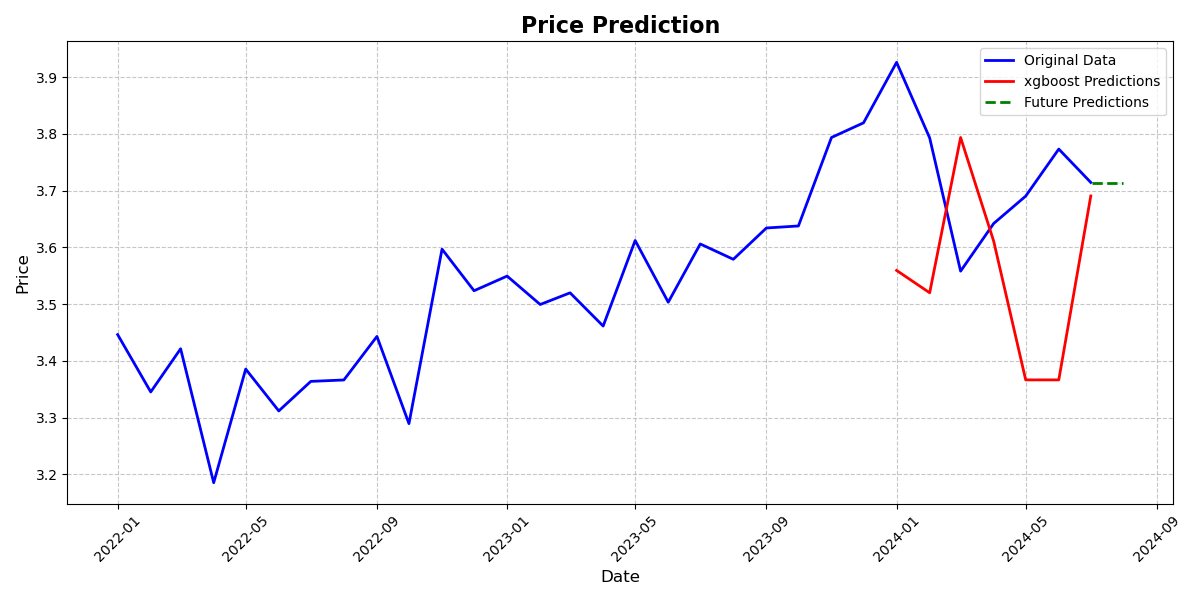 Price Prediction
Original Data
xgboost Predictions
Future Predictions
Price
3.9
3.8
3.7
3.6
3.5
3.4
3.3
3.2
2022-01
2022-05
2022-09
2023-01
2023-05
2023-09
2024-01
2024-05
2024-09
Date